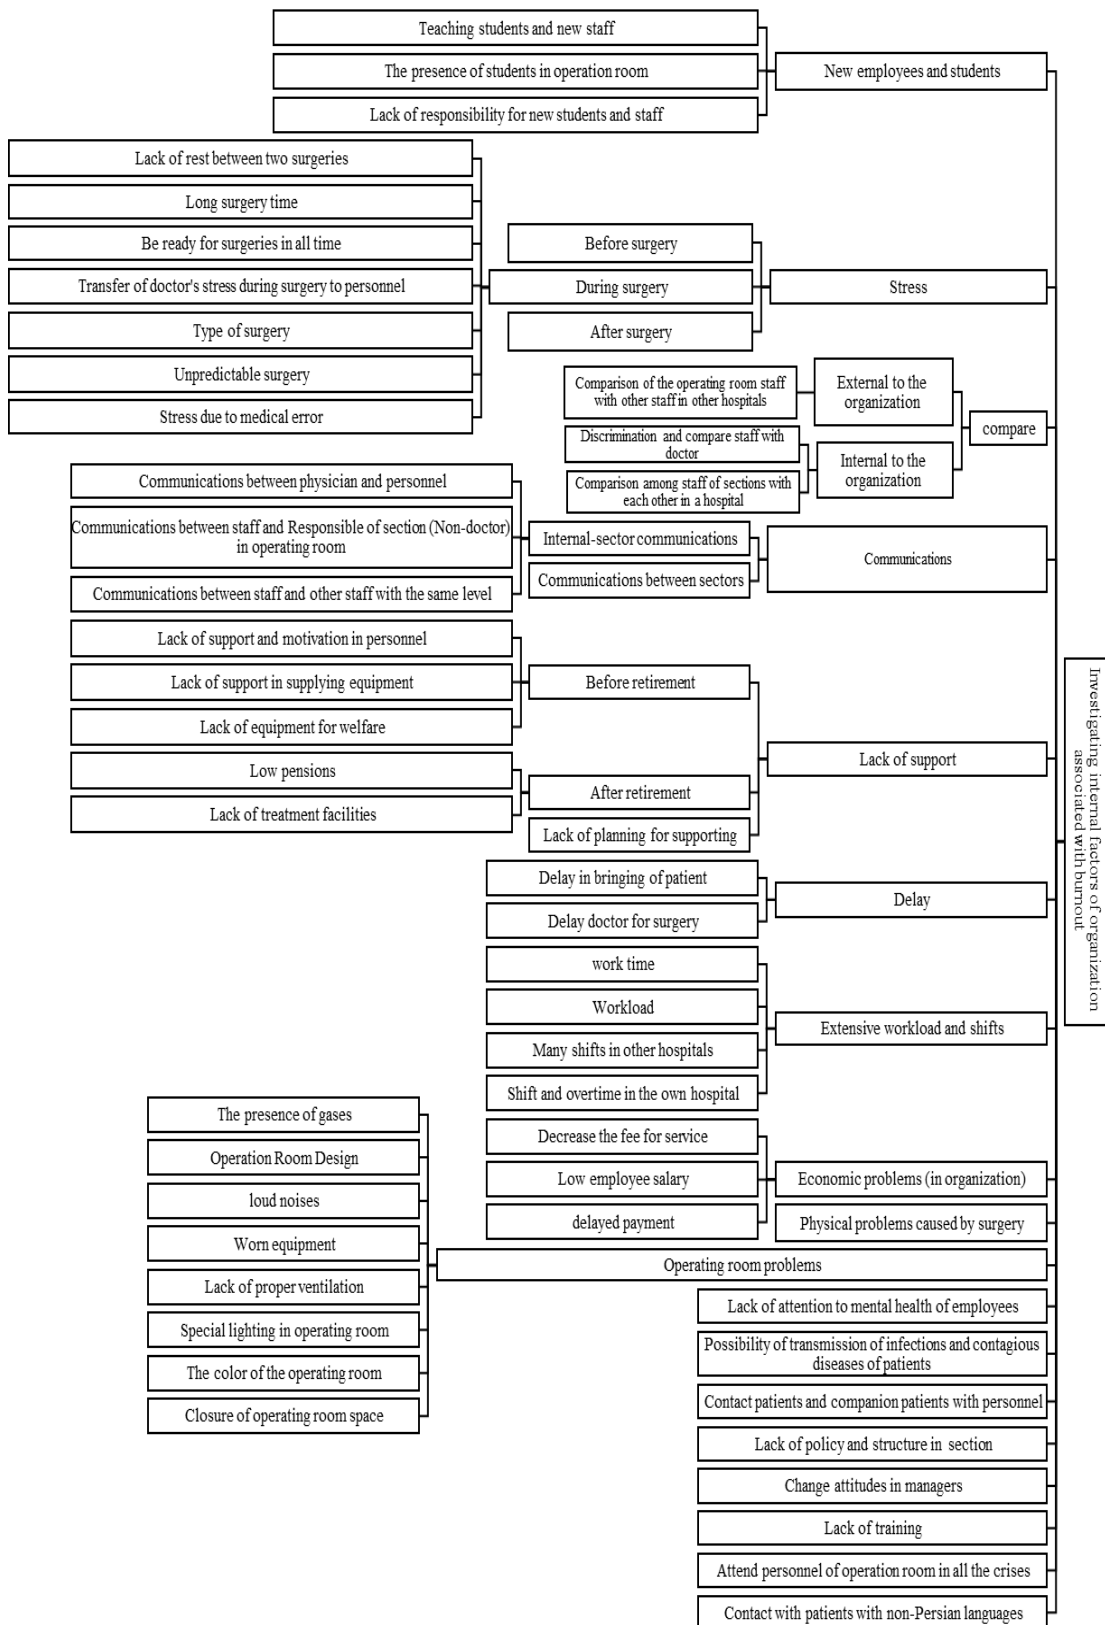 Teaching students and new staff
The presence of students in operation room
New employees and students
Lack of responsibility for new students and staff
Lack of rest between two surgeries
Long surgery time
Be ready for surgeries in all time
Before surgery
Transfer of doctor's stress during surgery to personnel
During surgery
Stress
Type of surgery
After surgery
Unpredictable surgery
Stress due to medical error
Comparison of the operating room staff
with other staff in other hospitals
External to the
organization
compare
Discrimination and compare staff with
doctor
Internal to the
organization
Comparison among staff of sections with
each other in a hospital
Communications between physician and personnel
Communications between staff and Responsible of section (Non-doctor)
in operating room
Internal-sector communications
Communications
Communications between sectors
Communications between staff and other staff with the same level
Lack of support and motivation in personnel
Lack of support in supplying equipment
Before retirement
Lack of equipment for welfare
Lack of support
Low pensions
After retirement
Lack of treatment facilities
Lack of planning for supporting
Investigating internal factors of organization
associated with burnout
Delay in bringing of patient
Delay
Delay doctor for surgery
work time
Workload
Extensive workload and shifts
Many shifts in other hospitals
Shift and overtime in the own hospital
The presence of gases
Decrease the fee for service
Operation Room Design
Low employee salary
Economic problems (in organization)
loud noises
delayed payment
Physical problems caused by surgery
Worn equipment
Operating room problems
Lack of proper ventilation
Lack of attention to mental health of employees
Special lighting in operating room
Possibility of transmission of infections and contagious
diseases of patients
The color of the operating room
Contact patients and companion patients with personnel
Closure of operating room space
Lack of policy and structure in section
Change attitudes in managers
Lack of training
Attend personnel of operation room in all the crises
Contact with patients with non-Persian languages